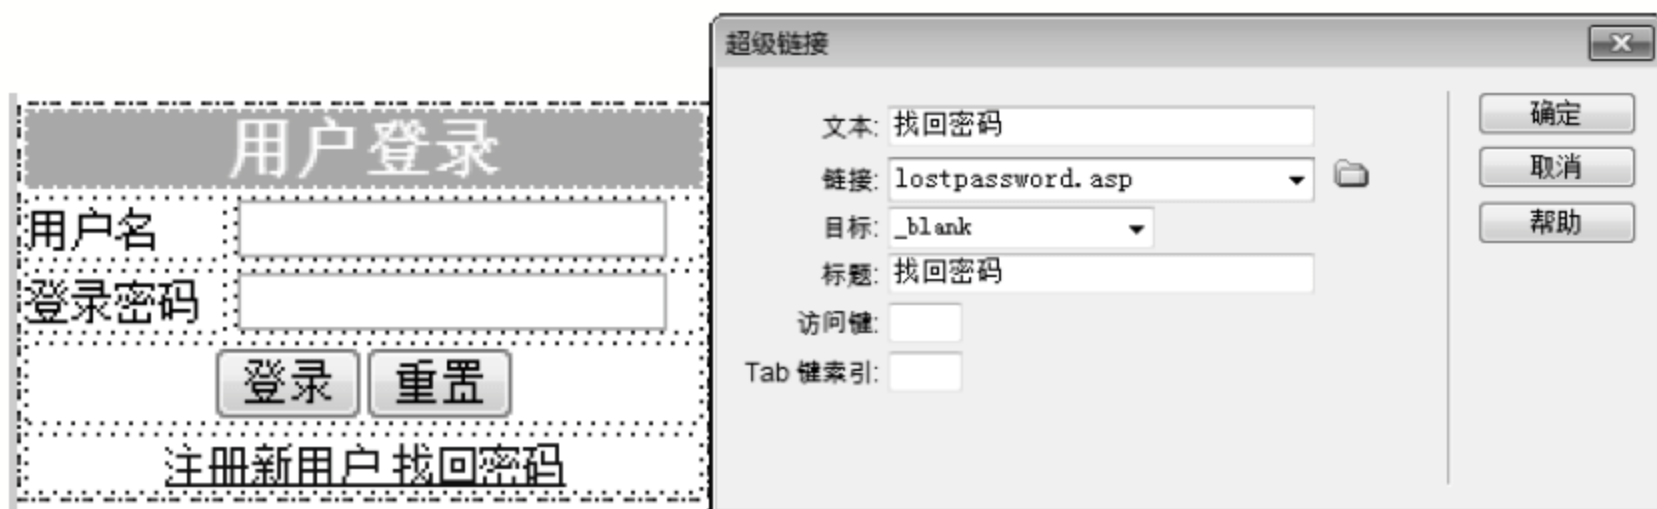 用户登录
用户名
登录密码
登录 重置
注册新用户 找回密码
超级链接
文本: 找回密码
链接: lostpassword.asp
目标: _blank
标题: 找回密码
访问键:
Tab 键索引:
确定
取消
帮助